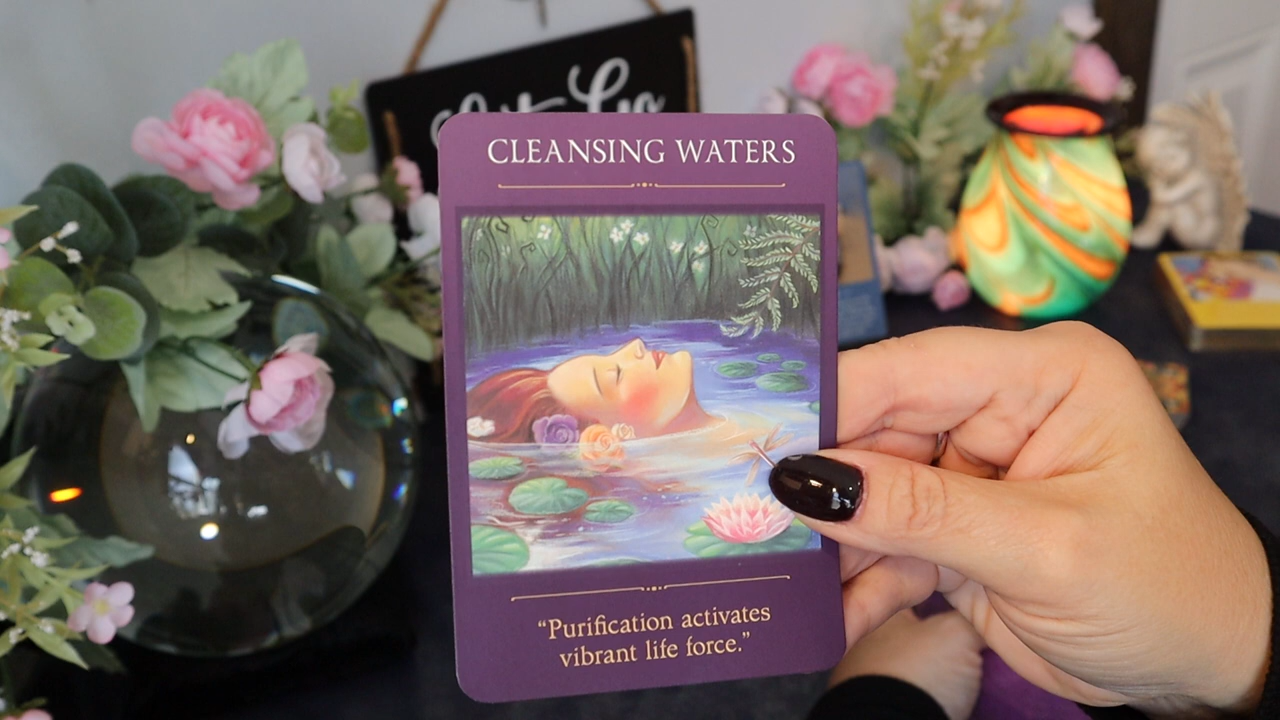 CLEANSING WATERS
“Purification activates
vibrant life force.”